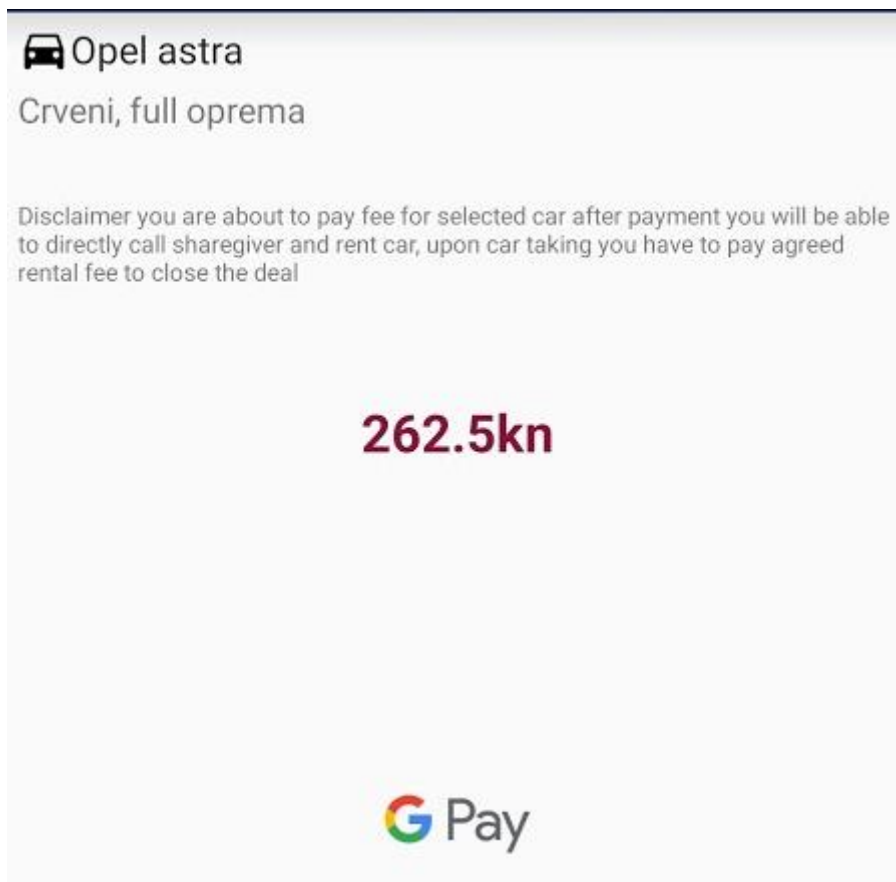 Opel astra
Crveni, full oprema
Disclaimer you are about to pay fee for selected car after payment you will be able
to directly call sharegiver and rent car, upon car taking you have to pay agreed
rental fee to close the deal
262.5kn
G Pay